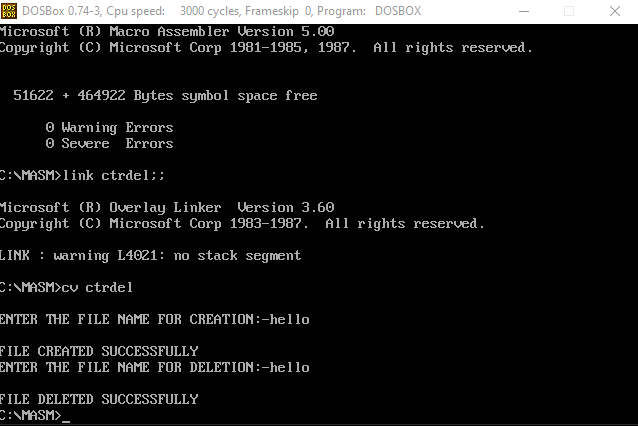 DOSBox 0.74-3, Cpu speed: 3000 cycles, Frameskip 0, Program: DOSBOX
Microsoft (R) Macro Assembler Version 5.00
Copyright (C) Microsoft Corp 1981-1985, 1987. All rights reserved.
51622 + 464922 Bytes symbol space free
0 Warning Errors
0 Severe Errors
C:\MASM>link ctrdel;;
Microsoft (R) Overlay Linker Version 3.60
Copyright (C) Microsoft Corp 1983-1987. All rights reserved.
LINK : warning L4021: no stack segment
C:\MASM>cv ctrdel
ENTER THE FILE NAME FOR CREATION:-hello
FILE CREATED SUCCESSFULLY
ENTER THE FILE NAME FOR DELETION:-hello
FILE DELETED SUCCESSFULLY
C:\MASM>_